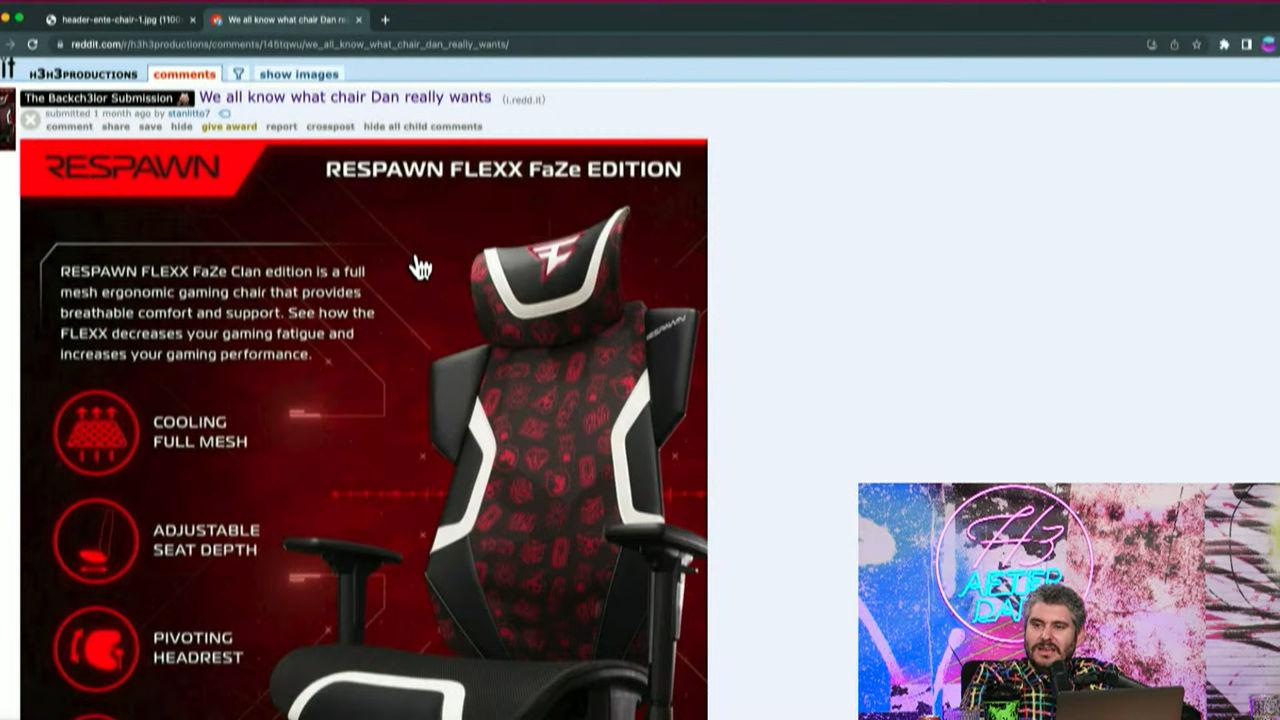 header-ente-chair-1.jpg (1100
We all know what chair Dan re
reddit.com/r/h3h3productions/comments/145tqwu/we_all_know_what_chair_dan_really_wants/
it
H3H3PRODUCTIONS
comments
show images
The Backch3lor Submission
We all know what chair Dan really wants
(i.redd.it)
submitted 1 month ago by stanlitto7
comment share save hide give award report crosspost hide all child comments
RESPAWN
RESPAWN FLEXX FaZe EDITION
RESPAWN FLEXX FaZe Clan edition is a full
mesh ergonomic gaming chair that provides
breathable comfort and support. See how the
FLEXX decreases your gaming fatigue and
increases your gaming performance.
RESPAWN
COOLING
FULL MESH
ADJUSTABLE
SEAT DEPTH
PIVOTING
HEADREST
H3
AFTER